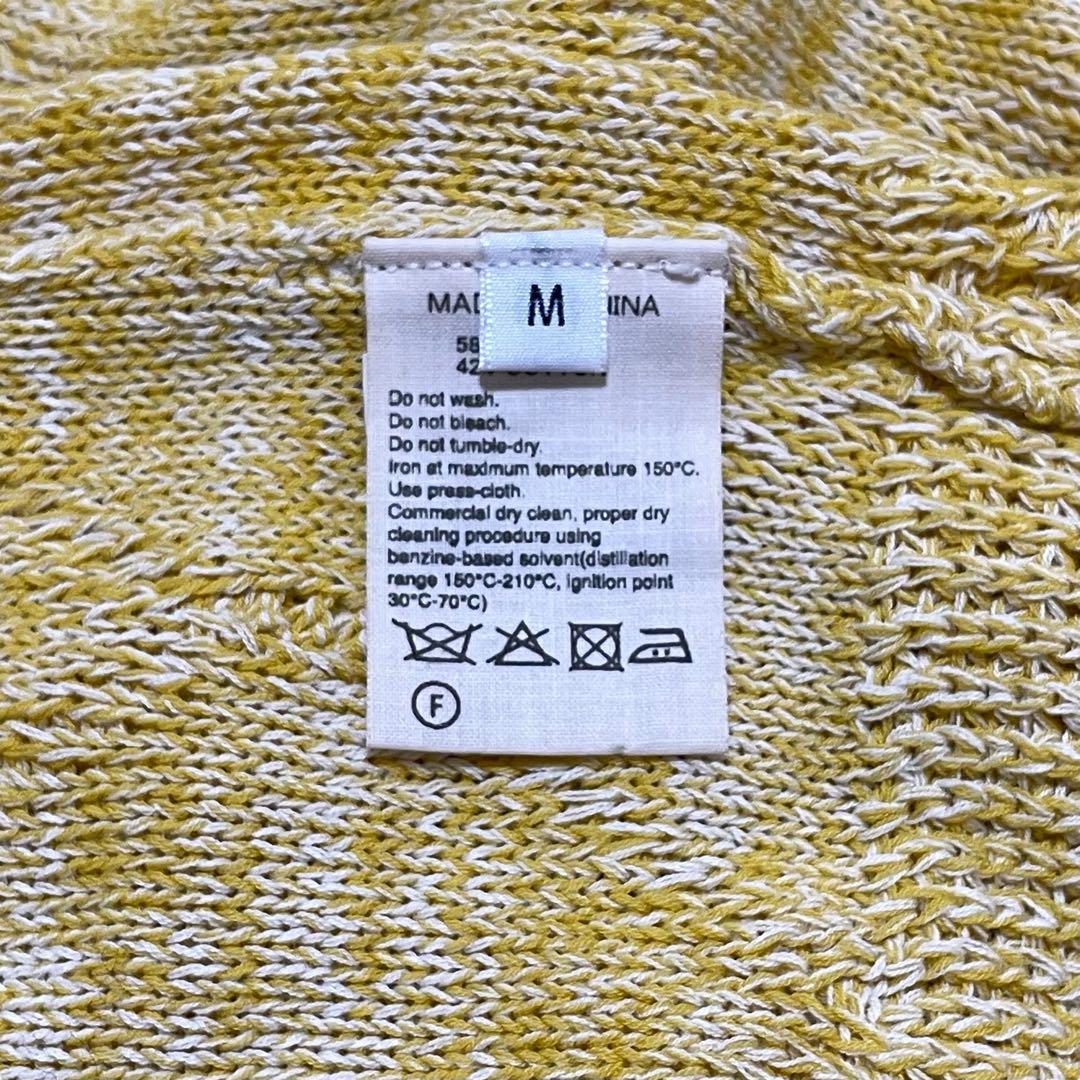 M
MA INA
58
42
Do not wash.
Do not bleach.
Do not tumble-dry.
Iron at maximum temperature 150°C.
Use press-cloth.
Commercial dry clean, proper dry
cleaning procedure using
benzine-based solvent(distillation
range 150°C-210°C, ignition point
30°C-70°C)
F